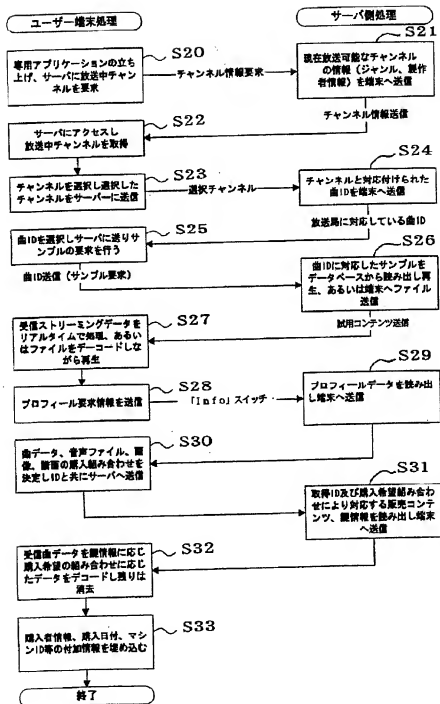 ユーザー端末処理
サーバ側処理
S20
専用アプリケーションの立ち
上げ、サーバに放送中チャン
ネルを要求
チャンネル情報要求
S21
現在放送可能なチャンネル
の情報(ジャンル、製作
者情報)を端末へ送信
チャンネル情報送信
S22
サーバにアクセスし
放送中チャンネルを取得
S23
チャンネルを選択し選択した
チャンネルをサーバーに送信
選択チャンネル
S24
チャンネルと対応付けられた
曲IDを端末へ送信
放送局に対応している曲ID
S25
曲IDを選択しサーバに送り
サンプルの要求を行う
曲ID送信(サンプル要求)
S26
曲IDに対応したサンプルを
データベースから読み出し再
生、あるいは端末へファイル
送信
試用コンテンツ送信
S27
受信ストリーミングデータを
リアルタイムで処理、あるい
はファイルをデーコードしな
がら再生
S28
プロフィール要求情報を送信
「Info」スイッチ
S29
プロフィールデータを読み出
し端末へ送信
S30
曲データ、音声ファイル、画
像、譜面の購入組み合わせを
決定しIDと共にサーバへ送信
S31
取得ID及び購入希望組み合わ
せにより対応する販売コンテ
ンツ、鍵情報を読み出し端末
へ送信
S32
受信曲データを鍵情報に応じ
購入希望の組み合わせに応じ
たデータをデコードし残りは
消去
S33
購入者情報、購入日付、マシ
ンID等の付加情報を埋め込む
終了